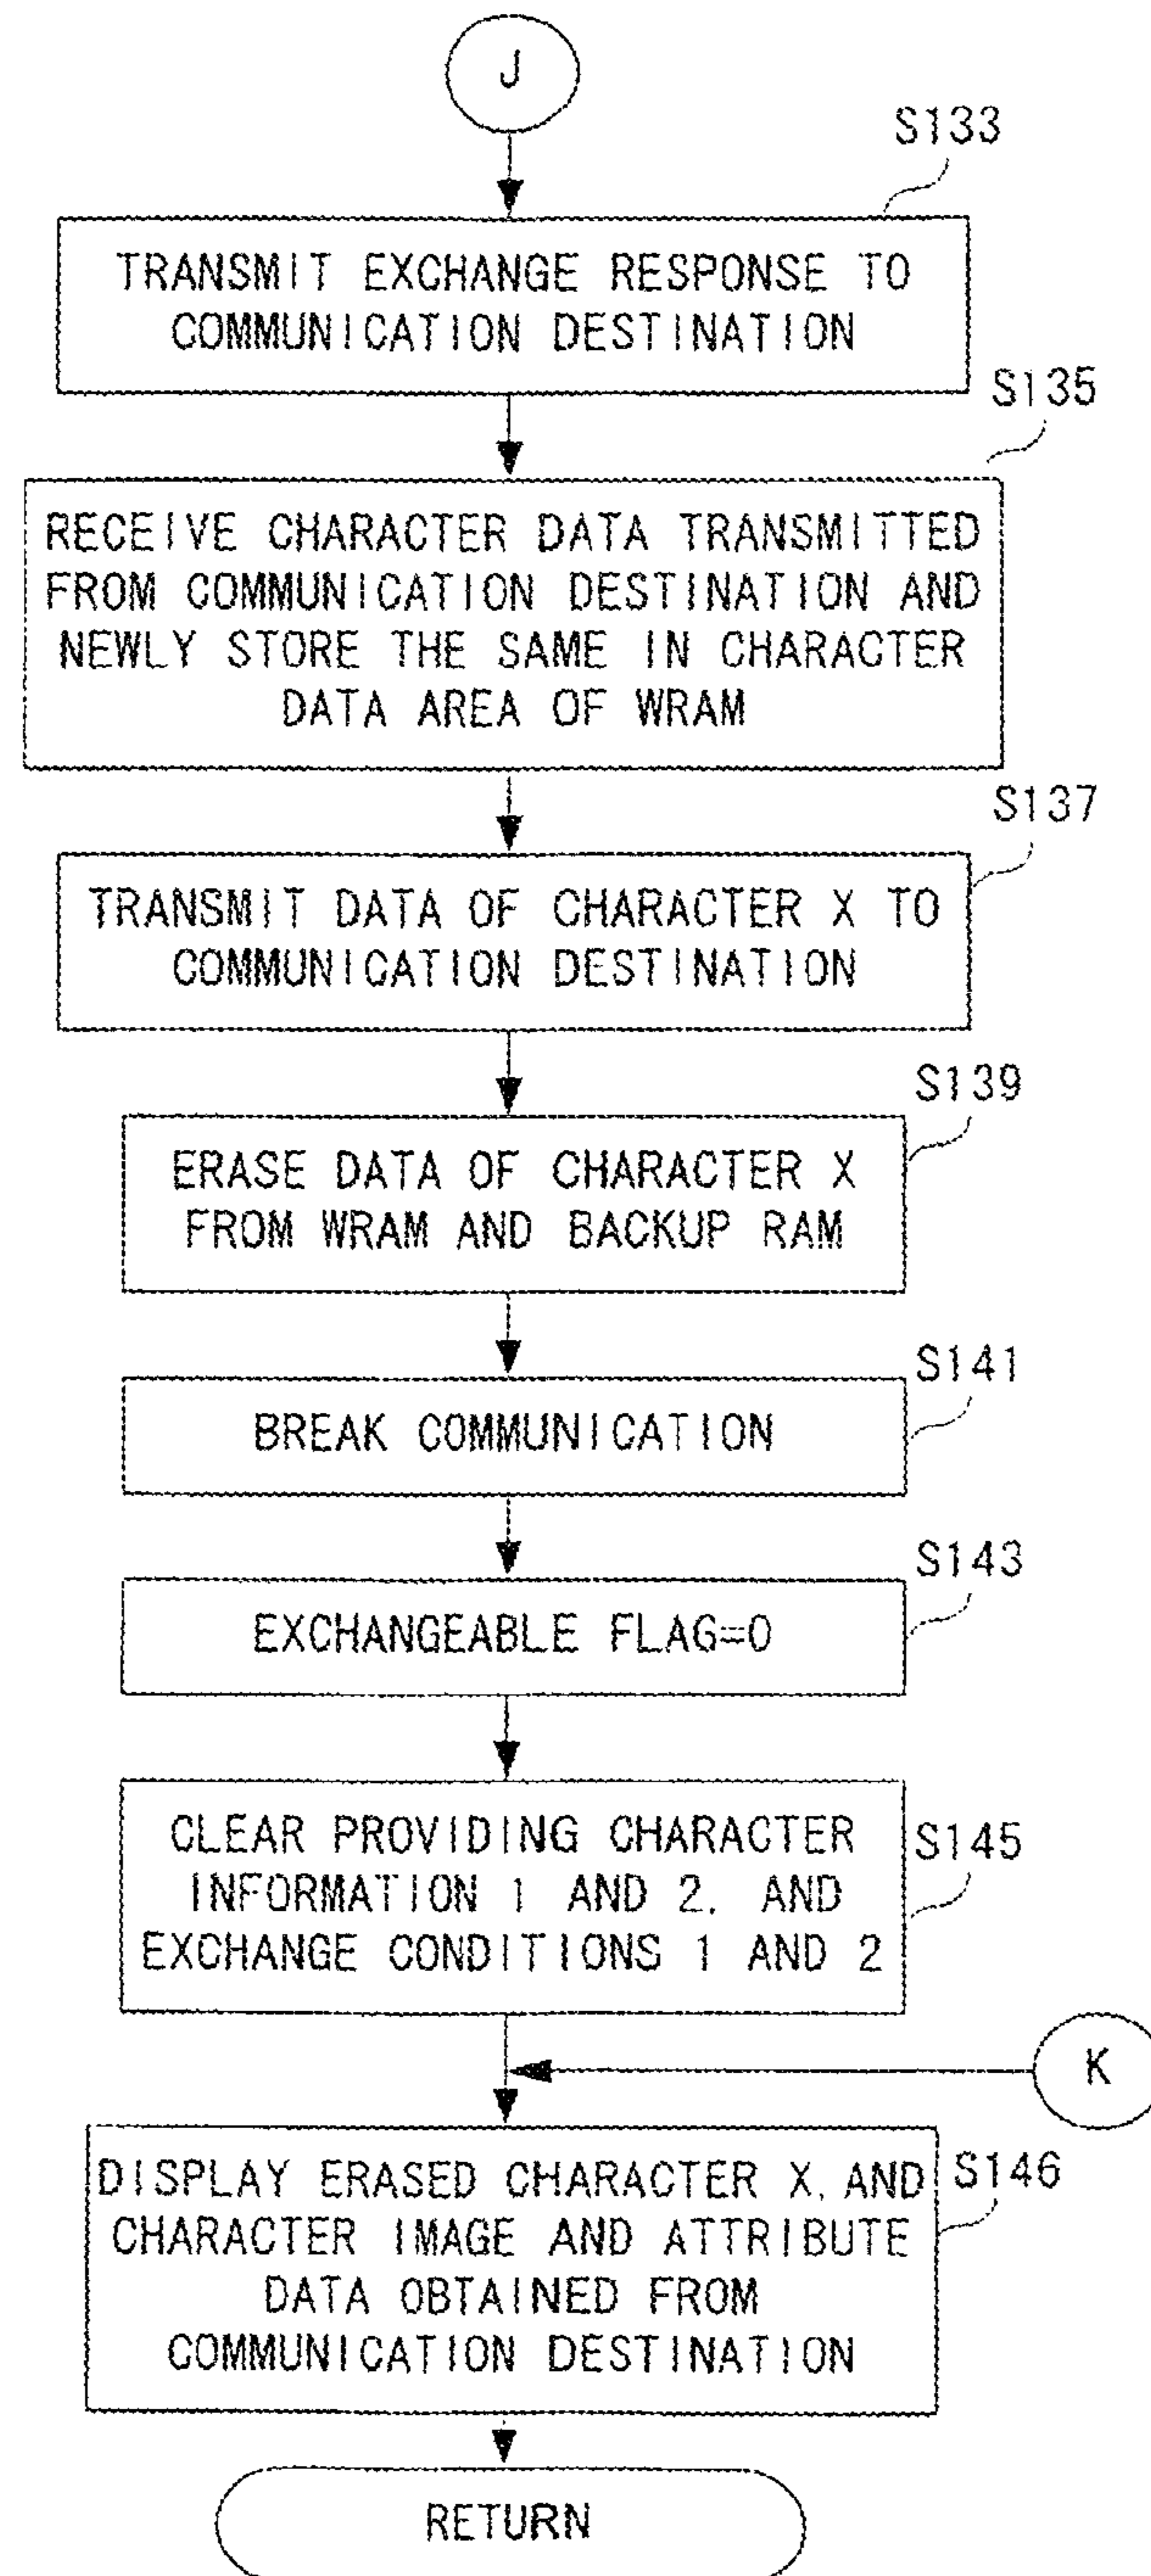 J
S133
TRANSMIT EXCHANGE RESPONSE TO
COMMUNICATION DESTINATION
S135
RECEIVE CHARACTER DATA TRANSMITTED
FROM COMMUNICATION DESTINATION AND
NEWLY STORE THE SAME IN CHARACTER
DATA AREA OF WRAM
S137
TRANSMIT DATA OF CHARACTER X TO
COMMUNICATION DESTINATION
S139
ERASE DATA OF CHARACTER X
FROM WRAM AND BACKUP RAM
S141
BREAK COMMUNICATION
S143
EXCHANGEABLE FLAG=0
S145
CLEAR PROVIDING CHARACTER
INFORMATION 1 AND 2, AND
EXCHANGE CONDITIONS 1 AND 2
K
S146
DISPLAY ERASED CHARACTER X, AND
CHARACTER IMAGE AND ATTRIBUTE
DATA OBTAINED FROM
COMMUNICATION DESTINATION
RETURN